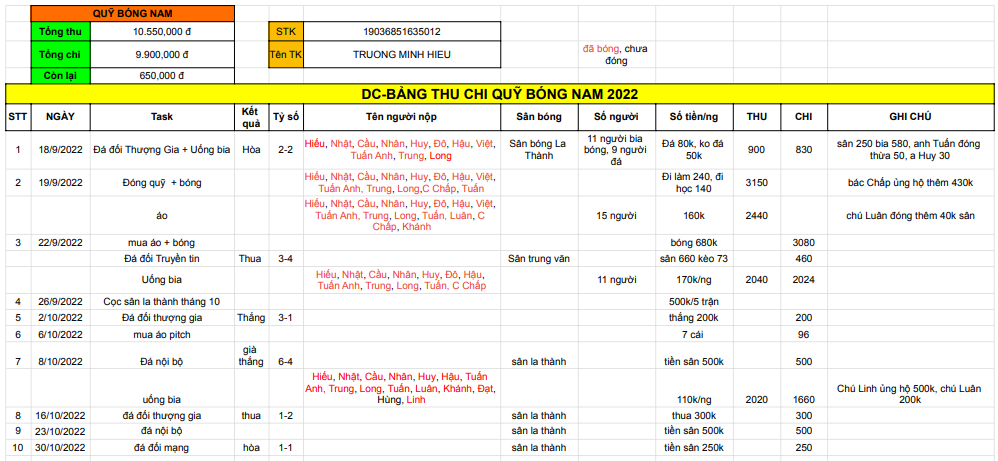 QUỸ BÓNG NAM
Tổng thu 10.550,000 đ STK 19036851635012
Tổng chi 9.900,000 đ Tên TK TRUONG MINH HIEU đã bóng, chưa
đóng
Còn lại 650,000 đ
DC-BẢNG THU CHI QUỸ BÓNG NAM 2022
STT NGÀY Task Kết
quả Tỷ số Tên người nộp Sân bóng Số người Số tiền/ng THU CHI GHI CHÚ
1 18/9/2022 Đá đối Thượng Gia + Uống bia Hòa 2-2 Hiếu, Nhật, Cầu, Nhân, Huy, Đô, Hậu, Việt,
Tuấn Anh, Trung, Long Sân bóng La
Thành 11 người bia
bóng, 9 người
đá Đá 80k, ko đá
50k 900 830 sân 250 bia 580, anh Tuấn đóng
thừa 50, a Huy 30
2 19/9/2022 Đóng quỹ + bóng Hiếu, Nhật, Cầu, Nhân, Huy, Đô, Hậu, Việt,
Tuấn Anh, Trung, Long,C Chấp, Tuấn Đi làm 240, đi
học 140 3150 bác Chấp ủng hộ thêm 430k
áo Hiếu, Nhật, Cầu, Nhân, Huy, Đô, Hậu, Việt,
Tuấn Anh, Trung, Long, Tuấn, Luân, C
Chấp, Khánh 15 người 160k 2440 chú Luân đóng thêm 40k sân
3 22/9/2022 mua áo + bóng bóng 680k 3080
Đá đối Truyền tin Thua 3-4 Sân trung văn sân 660 kèo 73 460
Uống bia Hiếu, Nhật, Cầu, Nhân, Huy, Đô, Hậu,
Tuấn Anh, Trung, Long, Tuấn, C Chấp 11 người 170k/ng 2040 2024
4 26/9/2022 Cọc sân la thành tháng 10 500k/5 trận
5 2/10/2022 Đá đối thượng gia Thắng 3-1 thắng 200k 200
6 6/10/2022 mua áo pitch 7 cái 96
7 8/10/2022 Đá nội bộ già
thắng 6-4 sân la thành tiền sân 500k 500
uống bia Hiếu, Nhật, Cầu, Nhân, Huy, Hậu, Tuấn
Anh, Trung, Long, Tuấn, Luân, Khánh, Đạt,
Hùng, Linh 110k/ng 2020 1660 Chú Linh ủng hộ 500k, chú Luân
200k
8 16/10/2022 đá đối thượng gia thua 1-2 sân la thành thua 300k 300
9 23/10/2022 đá nội bộ sân la thành tiền sân 500k 500
10 30/10/2022 đá đối mạng hòa 1-1 sân la thành tiền sân 250k 250